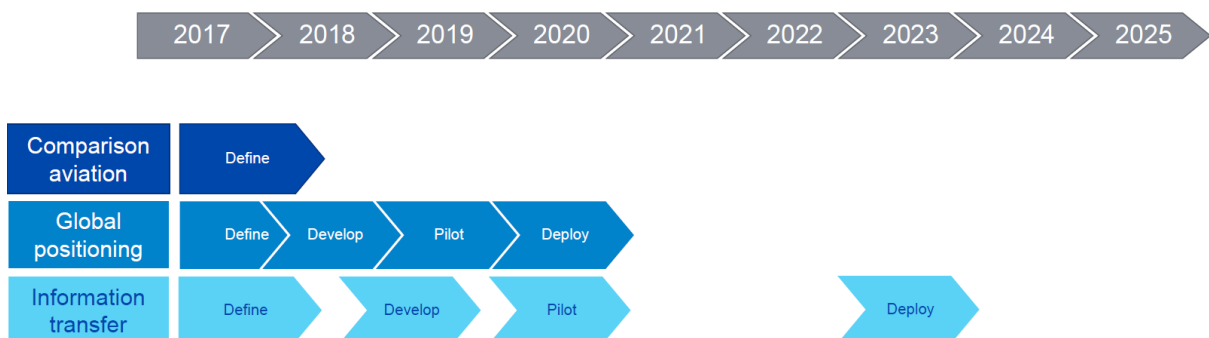 2017 2018 2019 2020 2021 2022 2023 2024 2025
Comparison
aviation
Define
Global
positioning
Define Develop Pilot Deploy
Information
transfer
Define Develop Pilot Deploy